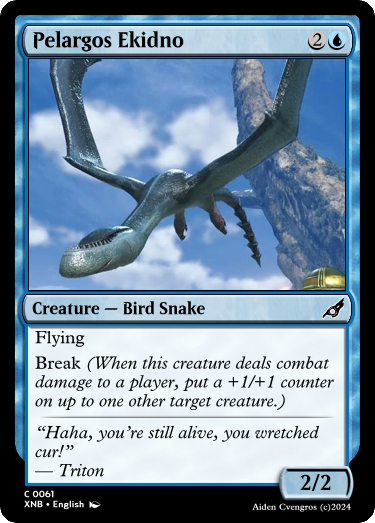 Pelargos Ekidno 2
Creature — Bird Snake
Flying
Break (When this creature deals combat
damage to a player, put a +1/+1 counter
on up to one other target creature.)
"Haha, you're still alive, you wretched
cur!"
— Triton
2/2
C 0061
XNB • English
Aiden Cvengros (c)2024